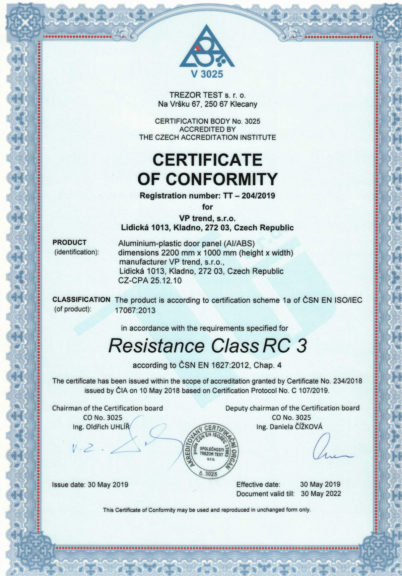 V 3025
TREZOR TEST s. r. o.
Na Vršku 67, 250 67 Klecany
CERTIFICATION BODY No. 3025
ACCREDITED BY
THE CZECH ACCREDITATION INSTITUTE
CERTIFICATE
OF CONFORMITY
Registration number: TT – 204/2019
for
VP trend, s.r.o.
Lidická 1013, Kladno, 272 03, Czech Republic
PRODUCT Aluminium-plastic door panel (Al/ABS)
(identification): dimensions 2200 mm x 1000 mm (height x width)
manufacturer VP trend, s.r.o.,
Lidická 1013, Kladno, 272 03, Czech Republic
CZ-CPA 25.12.10
CLASSIFICATION The product is according to certification scheme 1a of ČSN EN ISO/IEC
(of product): 17067:2013
in accordance with the requirements specified for
Resistance Class RC 3
according to ČSN EN 1627:2012, Chap. 4
The certificate has been issued within the scope of accreditation granted by Certificate No. 234/2018
issued by ČIA on 10 May 2018 based on Certification Protocol No. C 107/2019.
Chairman of the Certification board Deputy chairman of the Certification board
CO No. 3025 CO No. 3025
Ing. Oldřich UHLÍŘ Ing. Daniela ČÍŽKOVÁ
SPOLEČNOSTI
TREZOR TEST
s.r.o.
č. 3025
Issue date: 30 May 2019 Effective date: 30 May 2019
Document valid till: 30 May 2022
This Certificate of Conformity may be used and reproduced in unchanged form only.